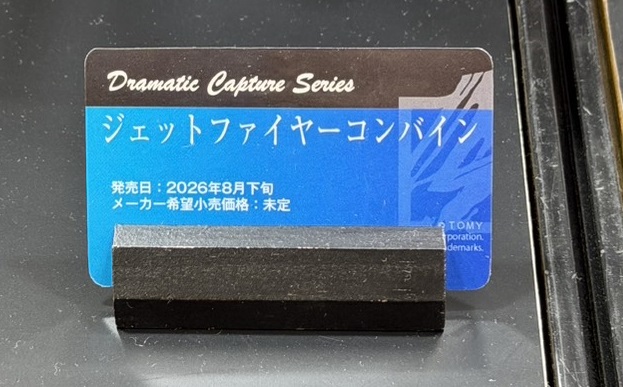 Dramatic Capture Series
ジェットファイヤーコンバイン
発売日：2026年8月下旬
メーカー希望小売価格：未定
TOMY
poration.
demarks.